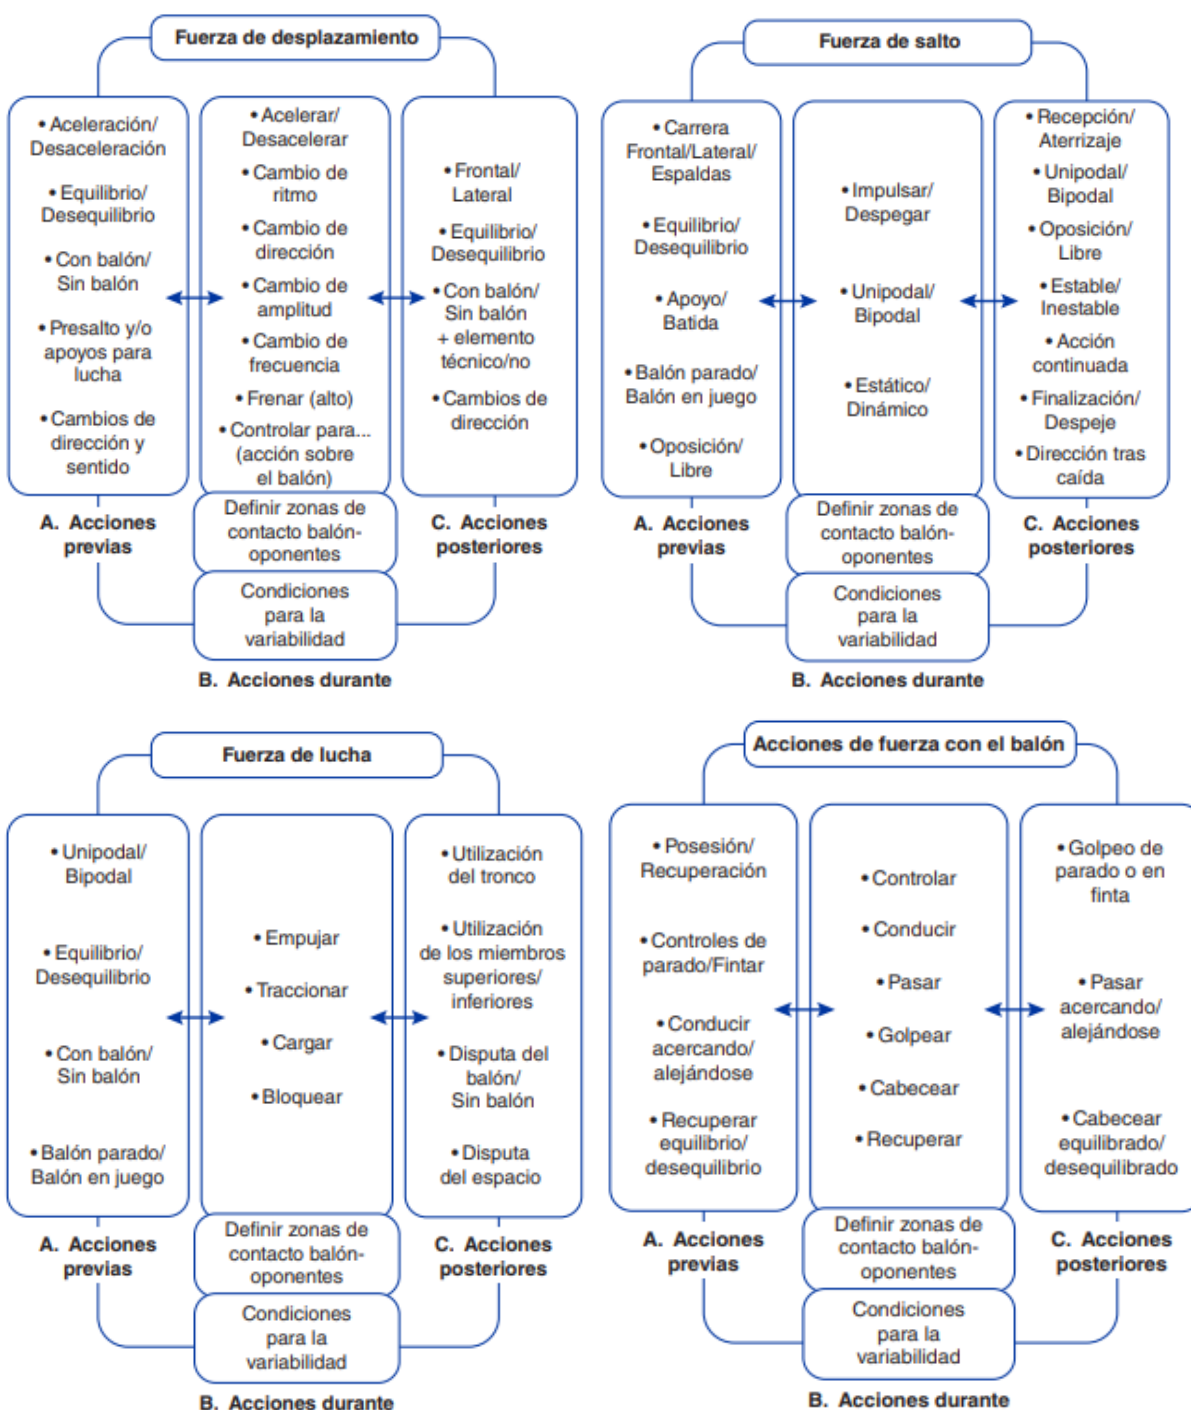 Fuerza de desplazamiento
• Aceleración/
Desaceleración
• Equilibrio/
Desequilibrio
• Con balón/
Sin balón
• Presalto y/o
apoyos para
lucha
• Cambios de
dirección y
sentido
A. Acciones
previas
• Acelerar/
Desacelerar
• Cambio de
ritmo
• Cambio de
dirección
• Cambio de
amplitud
• Cambio de
frecuencia
• Frenar (alto)
• Controlar para...
(acción sobre
el balón)
Definir zonas de
contacto balón-
oponentes
Condiciones
para la
variabilidad
B. Acciones durante
• Frontal/
Lateral
• Equilibrio/
Desequilibrio
• Con balón/
Sin balón
+ elemento
técnico/no
• Cambios de
dirección
C. Acciones
posteriores
Fuerza de salto
• Carrera
Frontal/Lateral/
Espaldas
• Equilibrio/
Desequilibrio
• Apoyo/
Batida
• Balón parado/
Balón en juego
• Oposición/
Libre
A. Acciones
previas
• Impulsar/
Despegar
• Unipodal/
Bipodal
• Estático/
Dinámico
Definir zonas de
contacto balón-
oponentes
Condiciones
para la
variabilidad
B. Acciones durante
• Recepción/
Aterrizaje
• Unipodal/
Bipodal
• Oposición/
Libre
• Estable/
Inestable
• Acción
continuada
• Finalización/
Despeje
• Dirección tras
caída
C. Acciones
posteriores
Fuerza de lucha
• Unipodal/
Bipodal
• Equilibrio/
Desequilibrio
• Con balón/
Sin balón
• Balón parado/
Balón en juego
A. Acciones
previas
• Empujar
• Traccionar
• Cargar
• Bloquear
Definir zonas de
contacto balón-
oponentes
Condiciones
para la
variabilidad
B. Acciones durante
• Utilización
del tronco
• Utilización
de los miembros
superiores/
inferiores
• Disputa del
balón/
Sin balón
• Disputa
del espacio
C. Acciones
posteriores
Acciones de fuerza con el balón
• Posesión/
Recuperación
• Controles de
parado/Fintar
• Conducir
acercando/
alejándose
• Recuperar
equilibrio/
desequilibrio
A. Acciones
previas
• Controlar
• Conducir
• Pasar
• Golpear
• Cabecear
• Recuperar
Definir zonas de
contacto balón-
oponentes
Condiciones
para la
variabilidad
B. Acciones durante
• Golpeo de
parado o en
finta
• Pasar
acercando/
alejándose
• Cabecear
equilibrado/
desequilibrado
C. Acciones
posteriores